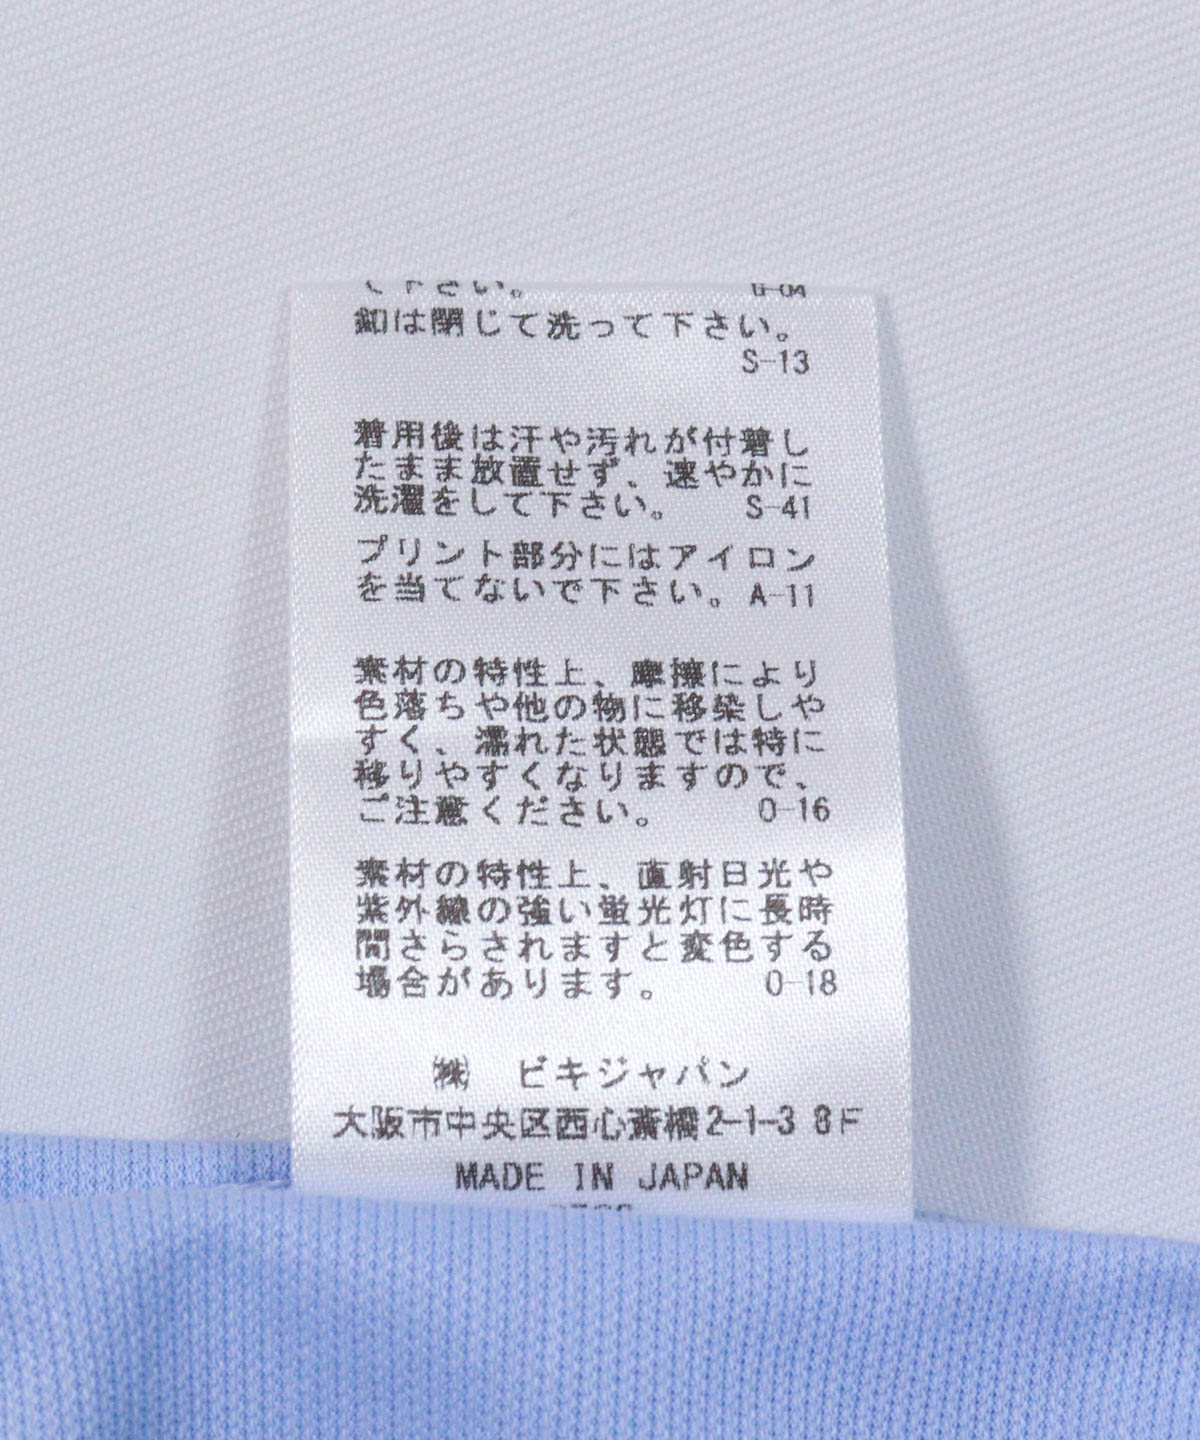 て下さい。 G-04
釦は閉じて洗って下さい。
S-13
着用後は汗や汚れが付着し
たまま放置せず、速やかに
洗濯をして下さい。 S-41
プリント部分にはアイロン
を当てないで下さい。 A-11
素材の特性上、摩擦により
色落ちや他の物に移染しや
すく、濡れた状態では特に
移りやすくなりますので、
ご注意ください。 O-16
素材の特性上、直射日光や
紫外線の強い蛍光灯に長時
間さらされますと変色する
場合があります。 O-18
㈱ ビキジャパン
大阪市中央区西心斎橋2-1-3 8F
MADE IN JAPAN